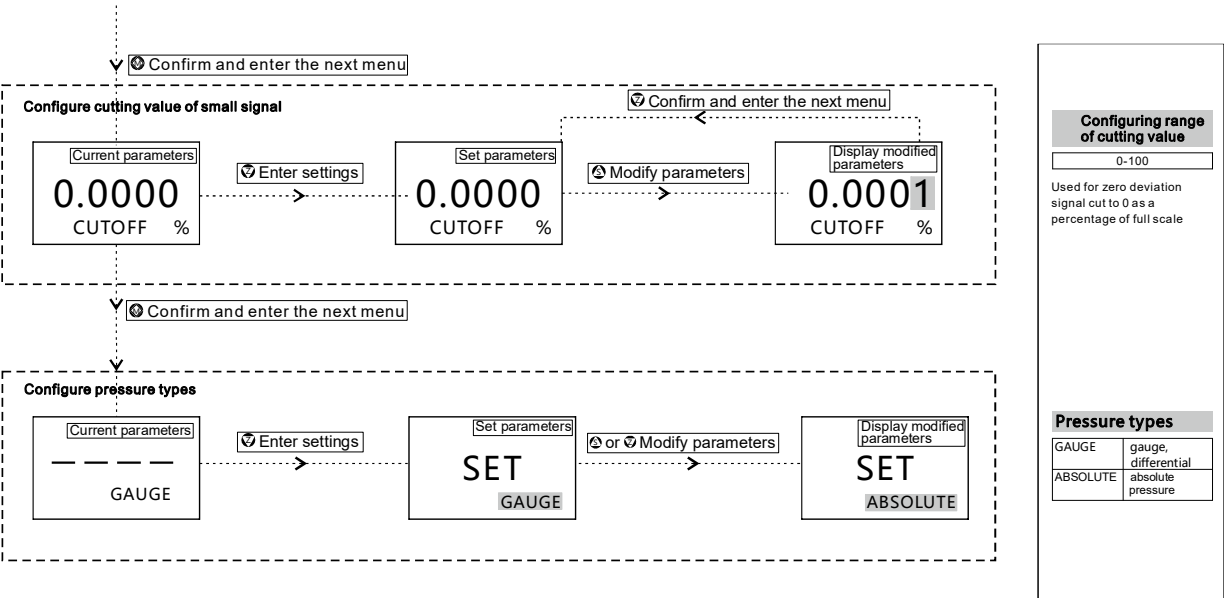 Confirm and enter the next menu
Configure cutting value of small signal
Z Confirm and enter the next menu
Current parameters
0.0000
CUTOFF %
Z Enter settings
Set parameters
0.0000
CUTOFF %
S Modify parameters
Display modified
parameters
0.0001
CUTOFF %
Configuring range
of cutting value
0-100
Used for zero deviation
signal cut to 0 as a
percentage of full scale
Confirm and enter the next menu
Configure pressure types
Current parameters
— — — —
GAUGE
Z Enter settings
Set parameters
SET
GAUGE
S or Z Modify parameters
Display modified
parameters
SET
ABSOLUTE
Pressure types
GAUGE gauge,
differential
ABSOLUTE absolute
pressure